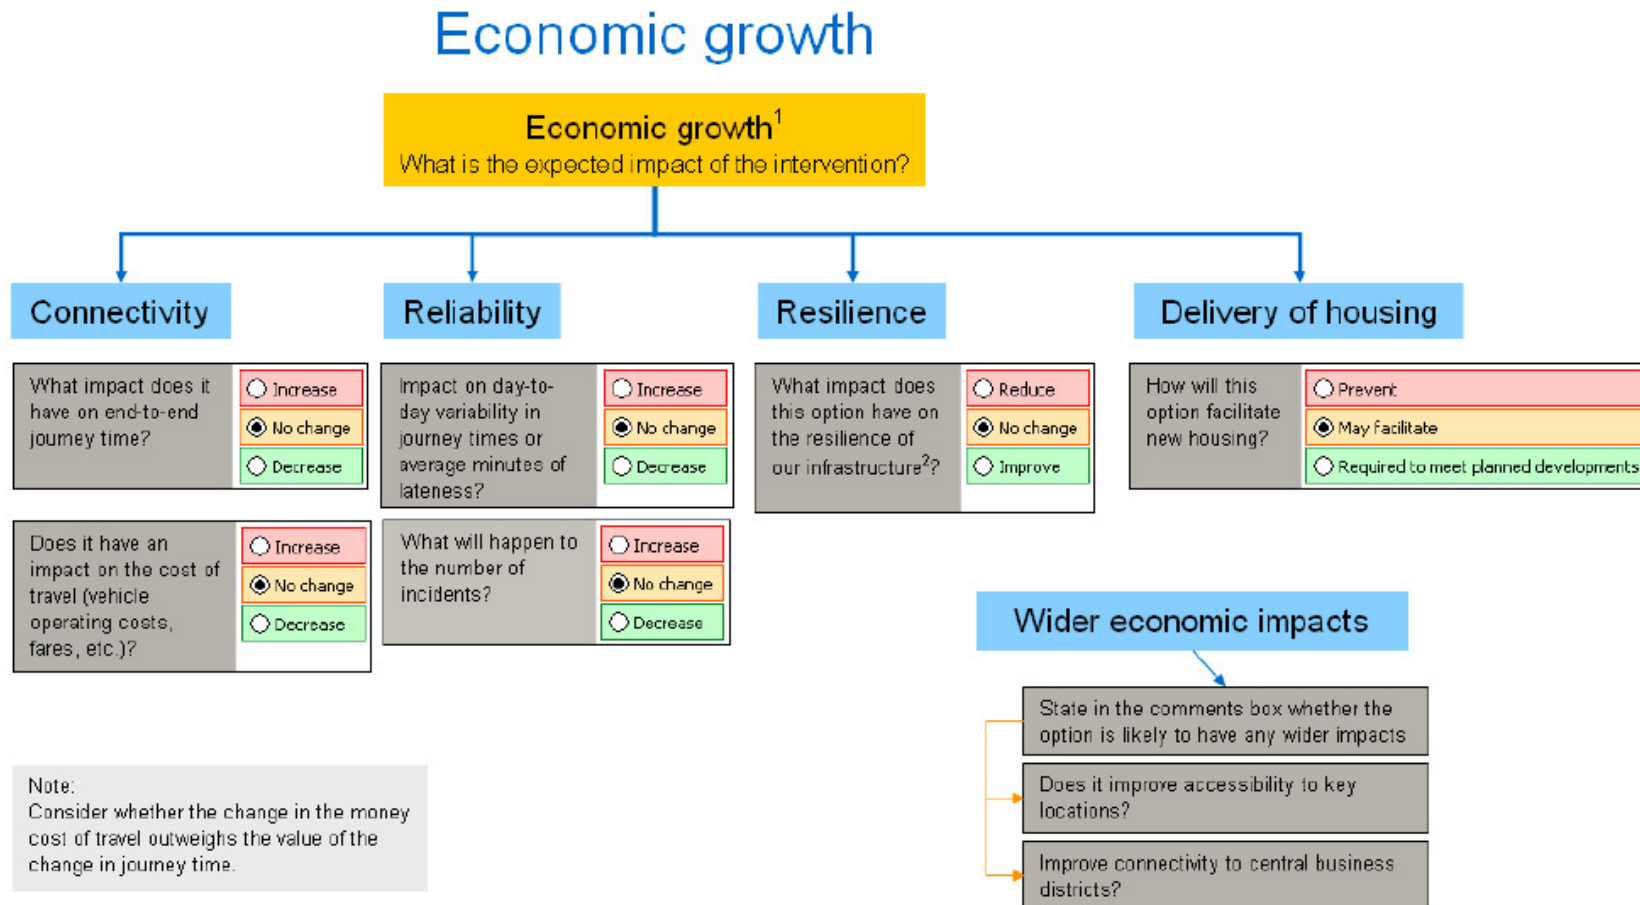 Economic growth
Economic growth¹
What is the expected impact of the intervention?
Connectivity
Reliability
Resilience
Delivery of housing
What impact does it
have on end-to-end
journey time?
Increase
No change
Decrease
Impact on day-to-
day variability in
journey times or
average minutes of
lateness?
Increase
No change
Decrease
What impact does
this option have on
the resilience of
our infrastructure²?
Reduce
No change
Improve
How will this
option facilitate
new housing?
Prevent
May facilitate
Required to meet planned developments
Does it have an
impact on the cost of
travel (vehicle
operating costs,
fares, etc.)?
Increase
No change
Decrease
What will happen to
the number of
incidents?
Increase
No change
Decrease
Wider economic impacts
State in the comments box whether the
option is likely to have any wider impacts
Does it improve accessibility to key
locations?
Improve connectivity to central business
districts?
Note:
Consider whether the change in the money
cost of travel outweighs the value of the
change in journey time.